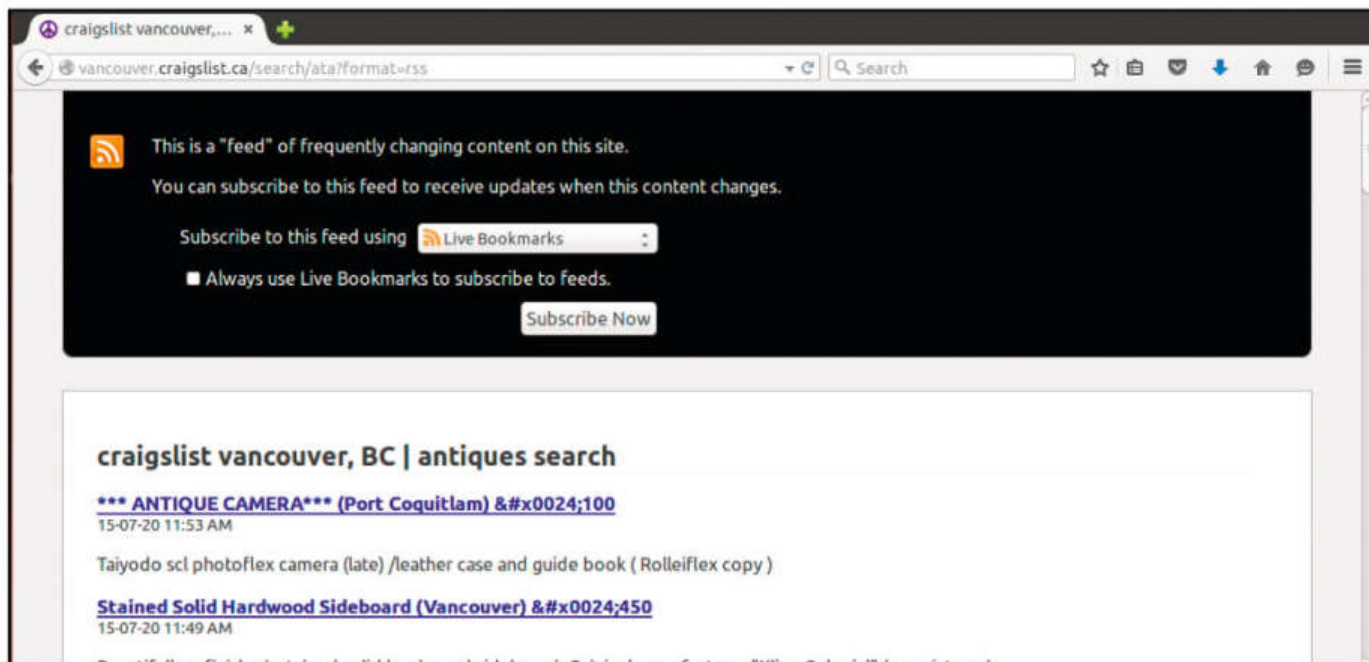 craigslist vancouver,... ×
vancouver.craigslist.ca/search/ata?format=rss
Search
This is a "feed" of frequently changing content on this site.
You can subscribe to this feed to receive updates when this content changes.
Subscribe to this feed using Live Bookmarks
Always use Live Bookmarks to subscribe to feeds.
Subscribe Now
craigslist vancouver, BC | antiques search
*** ANTIQUE CAMERA*** (Port Coquitlam) &#x0024;100
15-07-20 11:53 AM
Taiyodo scl photoflex camera (late) /leather case and guide book ( Rolleiflex copy )
Stained Solid Hardwood Sideboard (Vancouver) &#x0024;450
15-07-20 11:49 AM